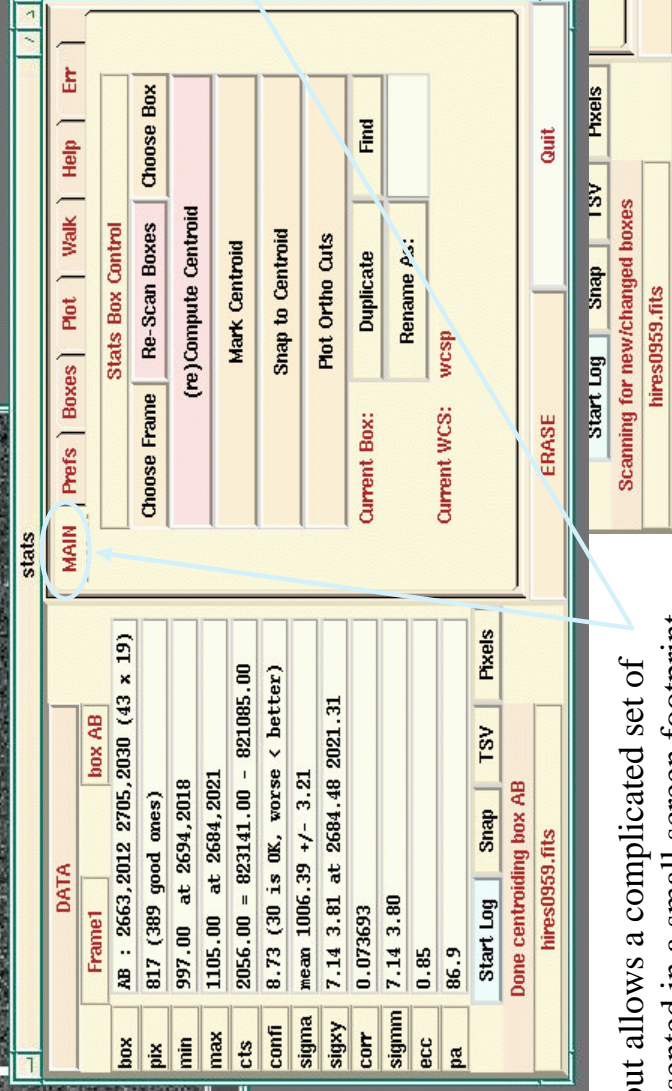 stats
DATA
Frame1 box AB
box AB : 2663,2012 2705,2030 (43 x 19)
pix 817 (389 good ones)
min 997.00 at 2694,2018
max 1105.00 at 2684,2021
cts 2056.00 = 823141.00 - 821085.00
confi 8.73 (30 is OK, worse < better)
sigma mean 1006.39 +/- 3.21
sigxy 7.14 3.81 at 2684.48 2021.31
corr 0.073693
sigmm 7.14 3.80
ecc 0.85
pa 86.9
Start Log Snap TSV Pixels
Done centroiding box AB
hires0959.fits
MAIN Prefs Boxes Plot Walk Help Err
Stats Box Control
Choose Frame Re-Scan Boxes Choose Box
(re)Compute Centroid
Mark Centroid
Snap to Centroid
Plot Ortho Cuts
Current Box: Duplicate Find
Rename As:
Current WCS: wcsp
ERASE Quit
out allows a complicated set of
ented in a small screen footprint
Start Log Snap TSV Pixels
Scanning for new/changed boxes
hires0959.fits